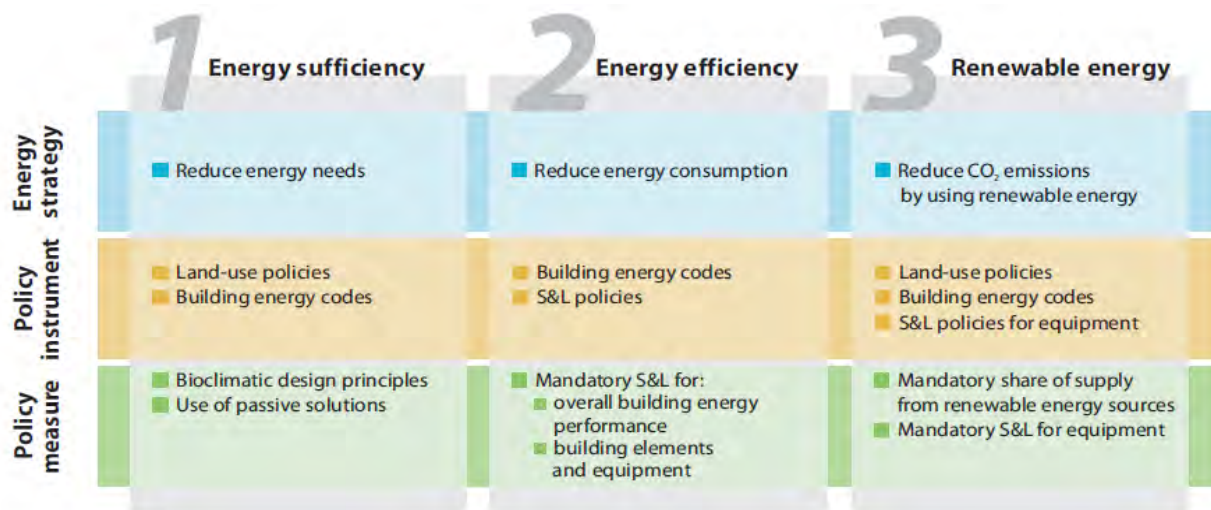 1 Energy sufficiency
2 Energy efficiency
3 Renewable energy
Energy
strategy
Reduce energy needs
Reduce energy consumption
Reduce CO₂ emissions
by using renewable energy
Policy
instrument
Land-use policies
Building energy codes
Building energy codes
S&L policies
Land-use policies
Building energy codes
S&L policies for equipment
Policy
measure
Bioclimatic design principles
Use of passive solutions
Mandatory S&L for:
overall building energy
performance
building elements
and equipment
Mandatory share of supply
from renewable energy sources
Mandatory S&L for equipment